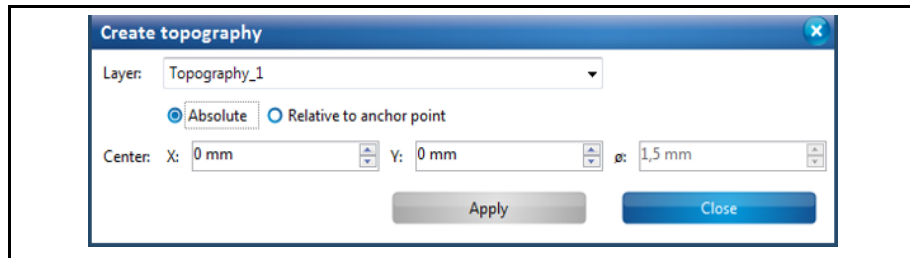 Create topography
Layer: Topography_1
Absolute Relative to anchor point
Center: X: 0 mm Y: 0 mm ø: 1,5 mm
Apply Close